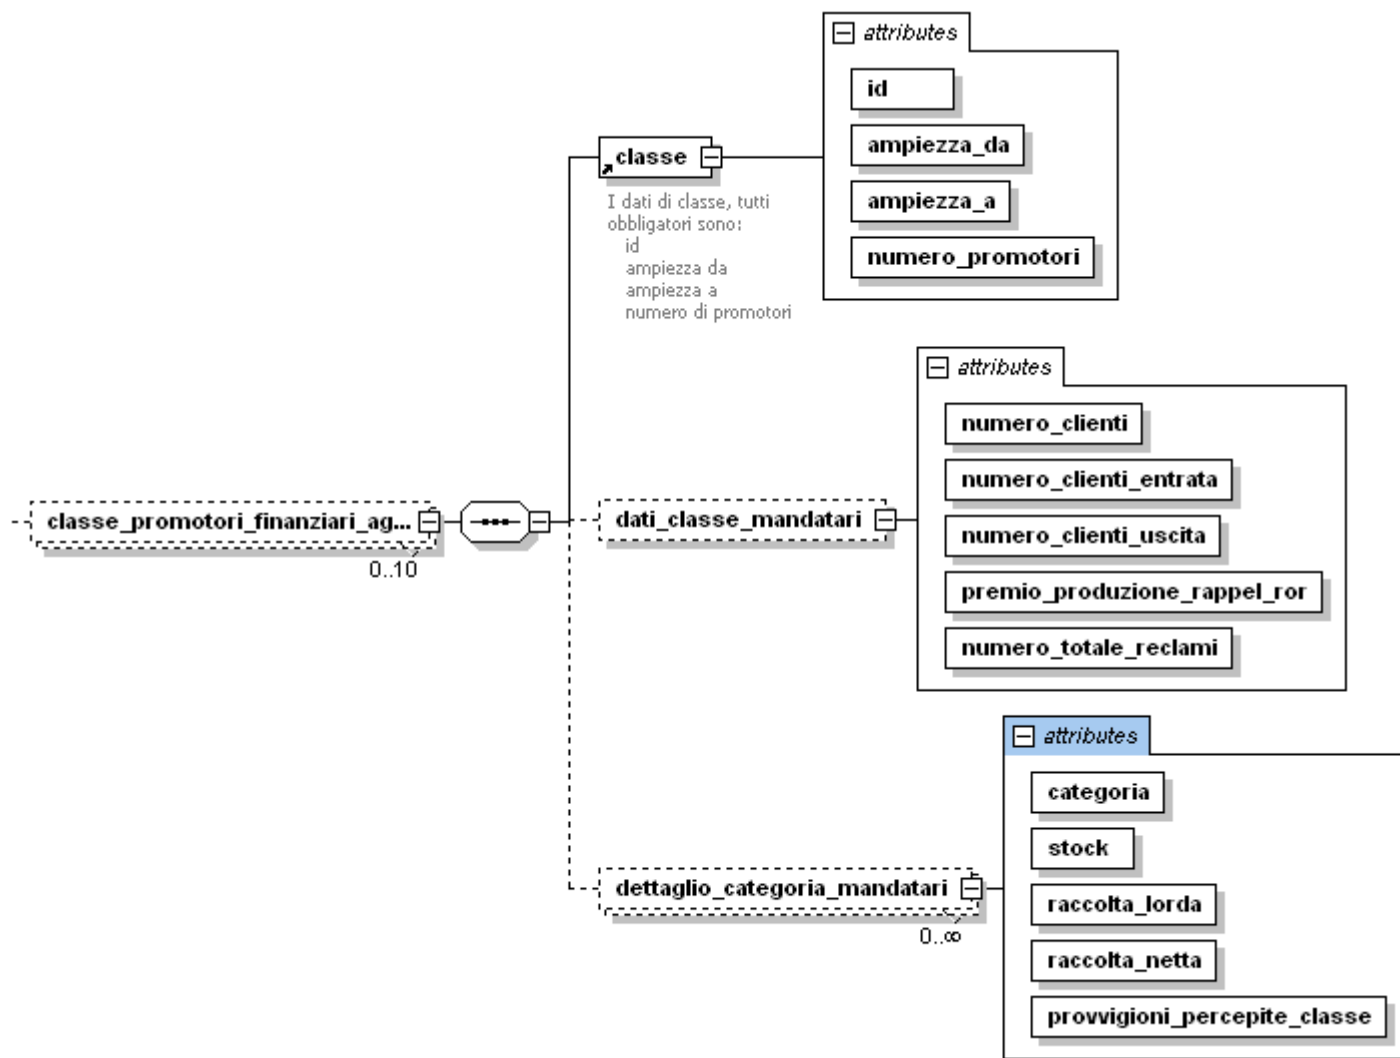 attributes
id
ampiezza_da
classe
ampiezza_a
I dati di classe, tutti
obbligatori sono:
id
ampiezza da
ampiezza a
numero di promotori
numero_promotori
attributes
numero_clienti
numero_clienti_entrata
classe_promotori_finanziari_ag...
0..10
dati_classe_mandatari
numero_clienti_uscita
premio_produzione_rappel_ror
numero_totale_reclami
attributes
categoria
stock
dettaglio_categoria_mandatari
0..∞
raccolta_lorda
raccolta_netta
provvigioni_percepite_classe